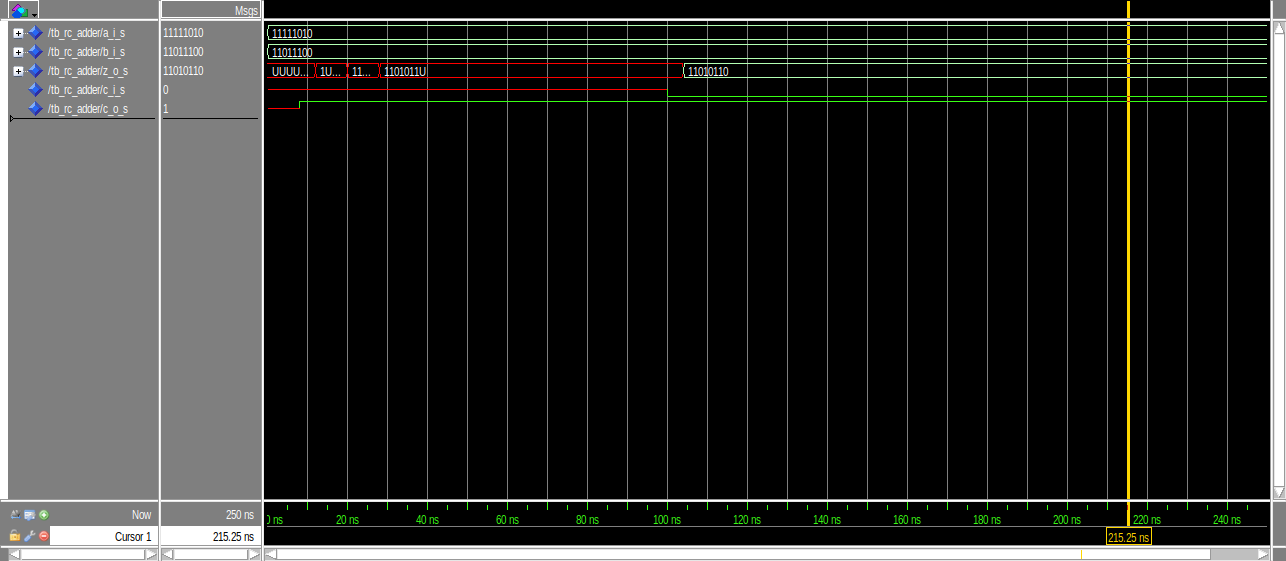 Msgs
/tb_rc_adder/a_i_s 11111010 11111010
/tb_rc_adder/b_i_s 11011100 11011100
/tb_rc_adder/z_o_s 11010110 UUUU... 1U... 11... 1101011U 11010110
/tb_rc_adder/c_i_s 0
/tb_rc_adder/c_o_s 1
Now 250 ns ns 20 ns 40 ns 60 ns 80 ns 100 ns 120 ns 140 ns 160 ns 180 ns 200 ns 220 ns 240 ns
Cursor 1 215.25 ns 215.25 ns